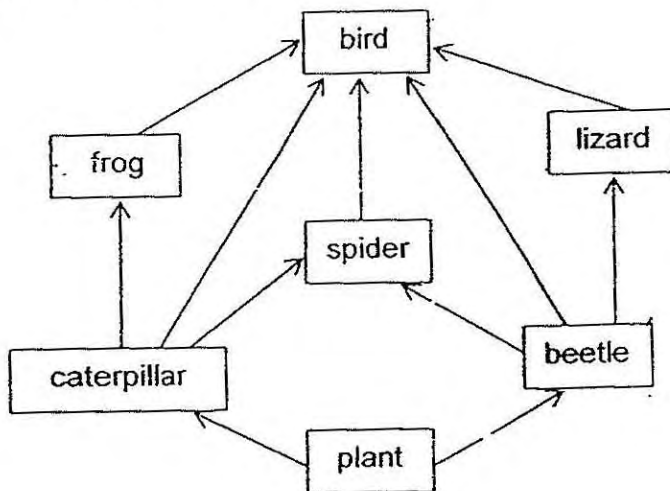 bird
frog
lizard
spider
caterpillar
beetle
plant